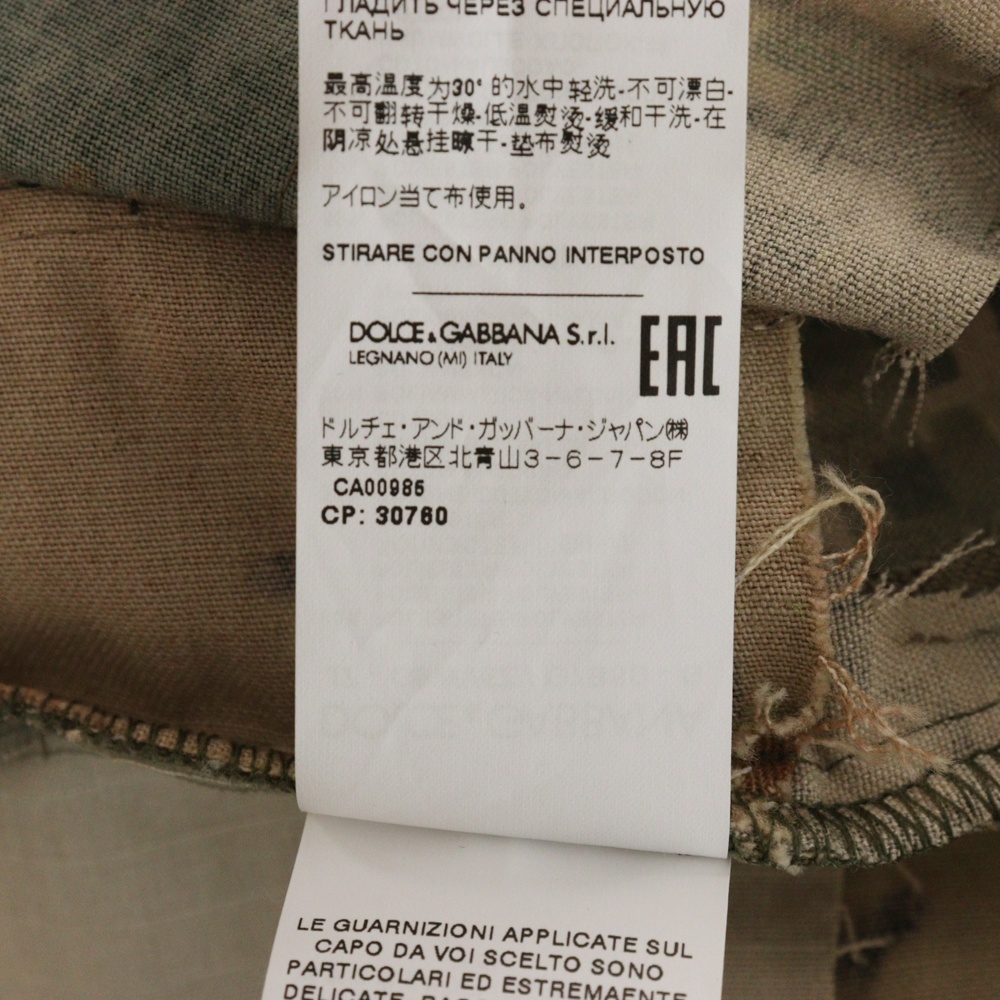 ГЛАДИТЬ ЧЕРЕЗ СПЕЦИАЛЬНУЮ
ТКАНЬ
最高温度为30° 的水中轻洗-不可漂白-
不可翻转干燥-低温熨烫-缓和干洗-在
阴凉处悬挂晾干-垫布熨烫
アイロン当て布使用。
STIRARE CON PANNO INTERPOSTO
DOLCE & GABBANA S.r.l.
LEGNANO (MI) ITALY
EAC
ドルチェ・アンド・ガッバーナ・ジャパン㈱
東京都港区北青山3-6-7-8F
CA00985
CP: 30760
LE GUARNIZIONI APPLICATE SUL
CAPO DA VOI SCELTO SONO
PARTICOLARI ED ESTREMAENTE
DELICATE.